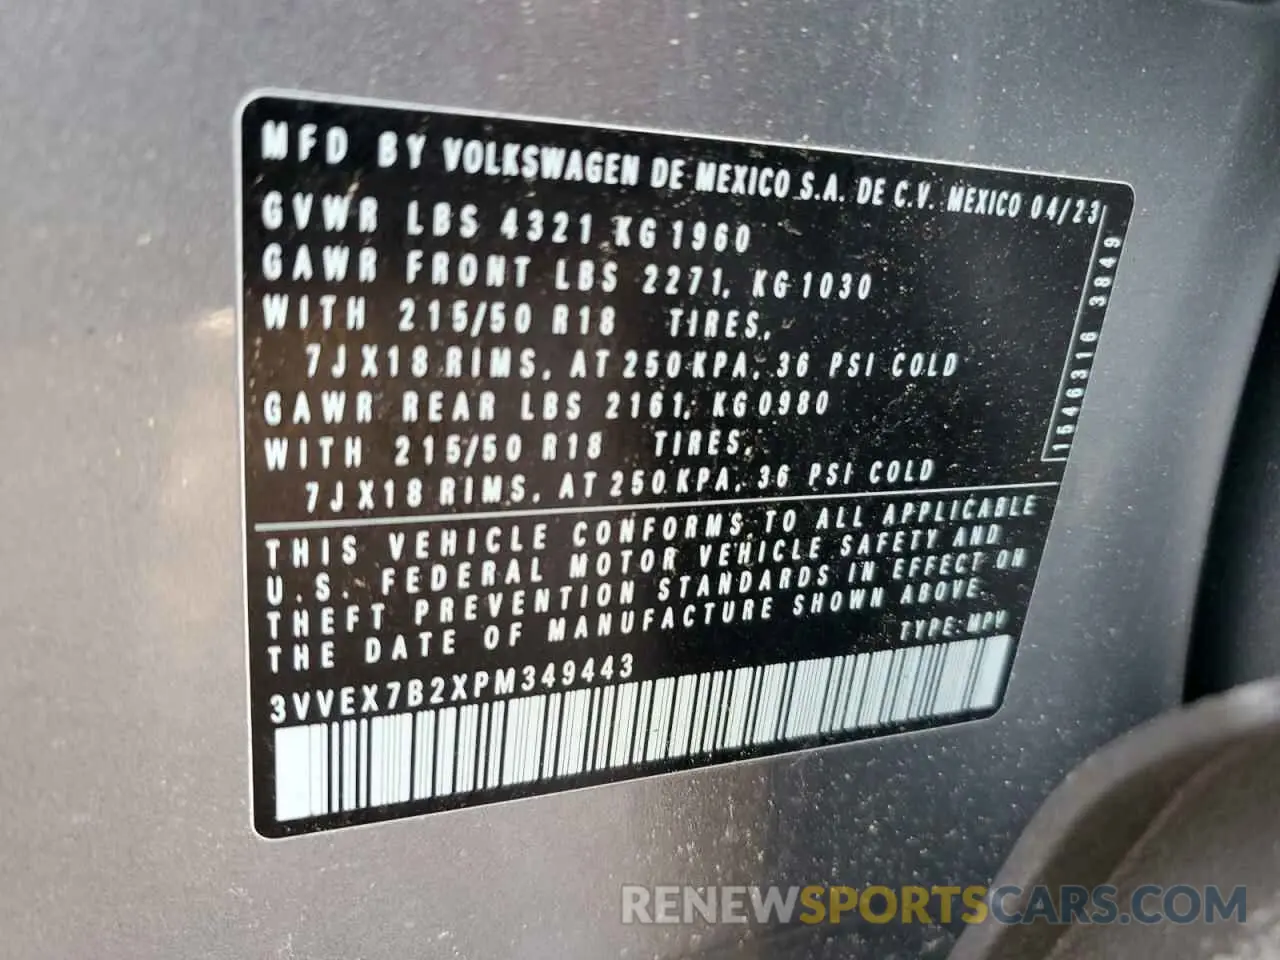 MFD BY VOLKSWAGEN DE MEXICO S.A. DE C.V. MEXICO 04/23
GVWR LBS 4321 KG 1960
GAWR FRONT LBS 2271, KG 1030
WITH 215/50 R18 TIRES,
7JX18 RIMS, AT 250 KPA, 36 PSI COLD
GAWR REAR LBS 2161, KG 0980
WITH 215/50 R18 TIRES,
7JX18 RIMS, AT 250 KPA, 36 PSI COLD
1546316 3849
THIS VEHICLE CONFORMS TO ALL APPLICABLE
U.S. FEDERAL MOTOR VEHICLE SAFETY AND
THEFT PREVENTION STANDARDS IN EFFECT ON
THE DATE OF MANUFACTURE SHOWN ABOVE.
TYPE: MPV
3VVEX7B2XPM349443
RENEWSPORTSCARS.COM